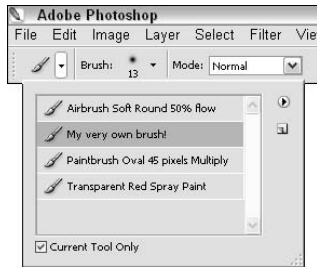 Adobe Photoshop
File Edit Image Layer Select Filter Vie
Brush: 13 Mode: Normal
Airbrush Soft Round 50% flow
My very own brush!
Paintbrush Oval 45 pixels Multiply
Transparent Red Spray Paint
Current Tool Only